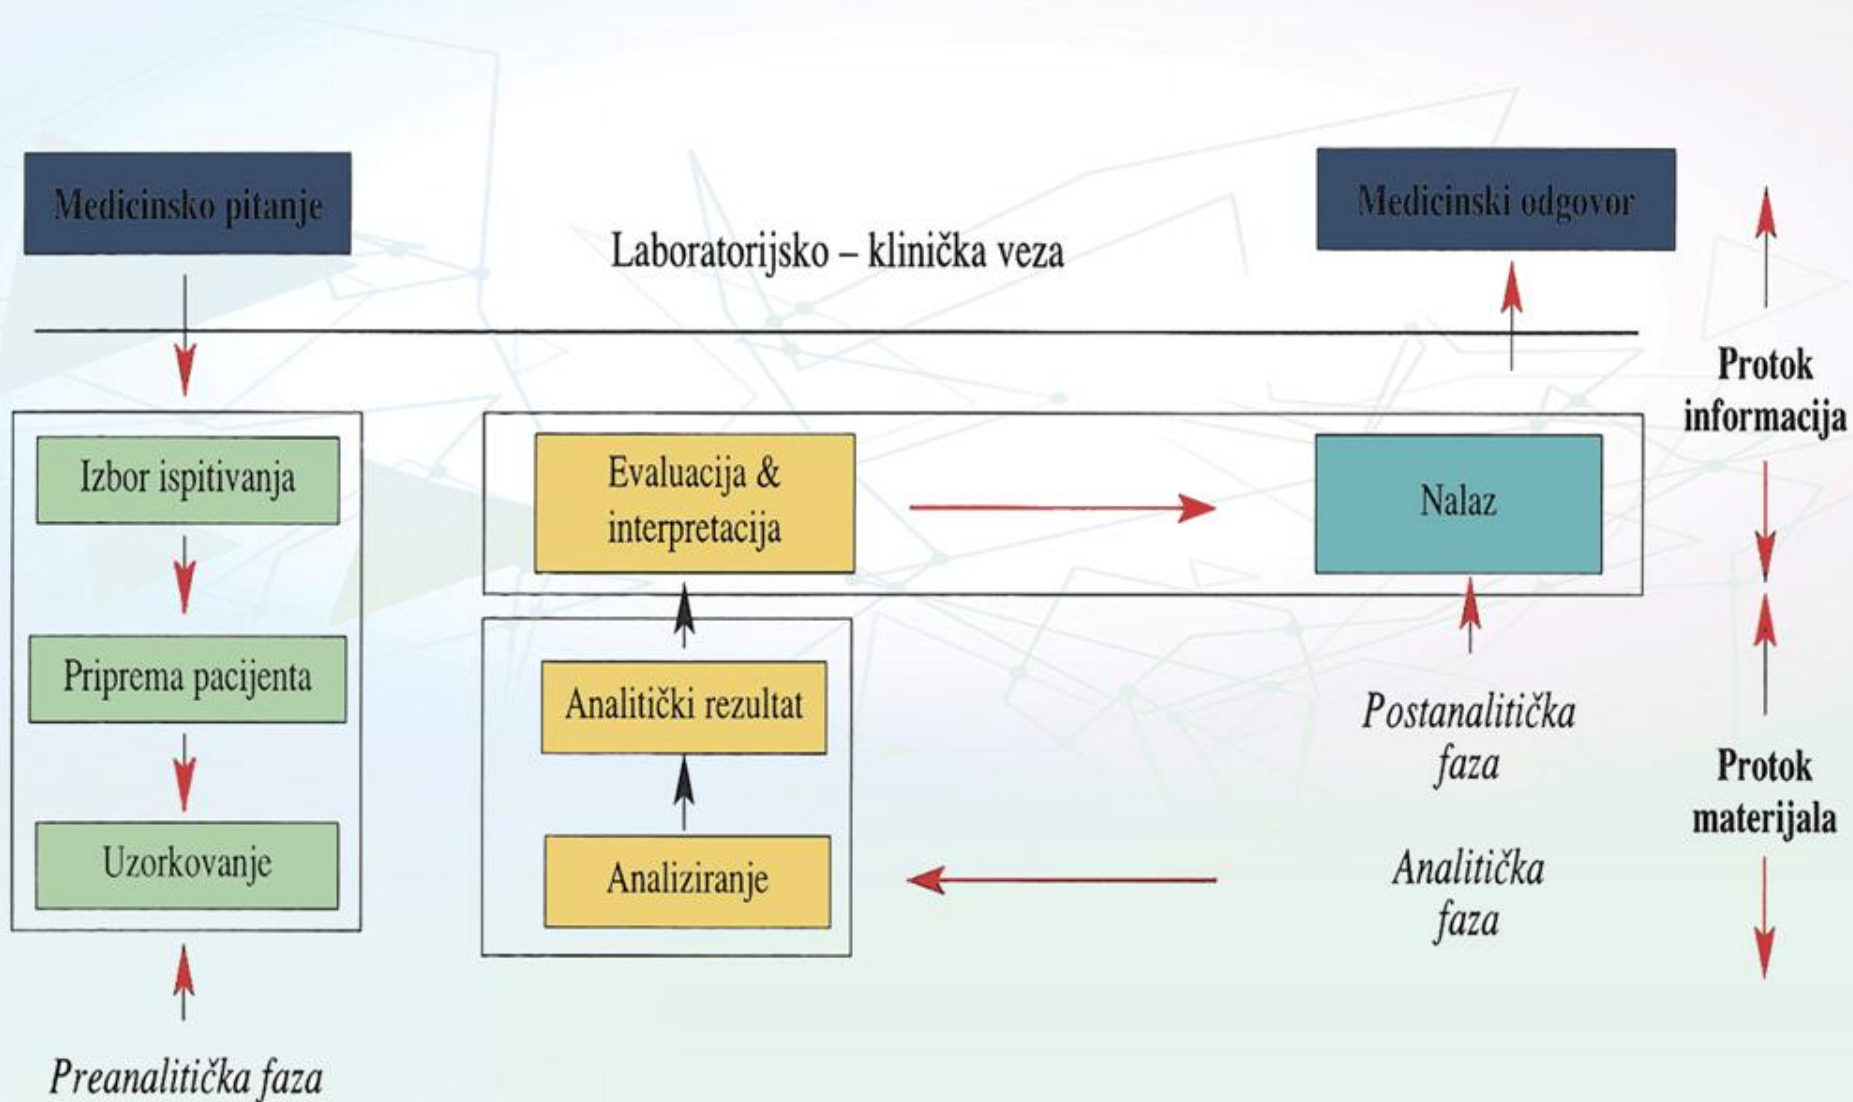 Medicinsko pitanje
Medicinski odgovor
Laboratorijsko – klinička veza
Protok
informacija
Izbor ispitivanja
Priprema pacijenta
Uzorkovanje
Preanalitička faza
Evaluacija &
interpretacija
Nalaz
Analitički rezultat
Analiziranje
Postanalitička
faza
Analitička
faza
Protok
materijala